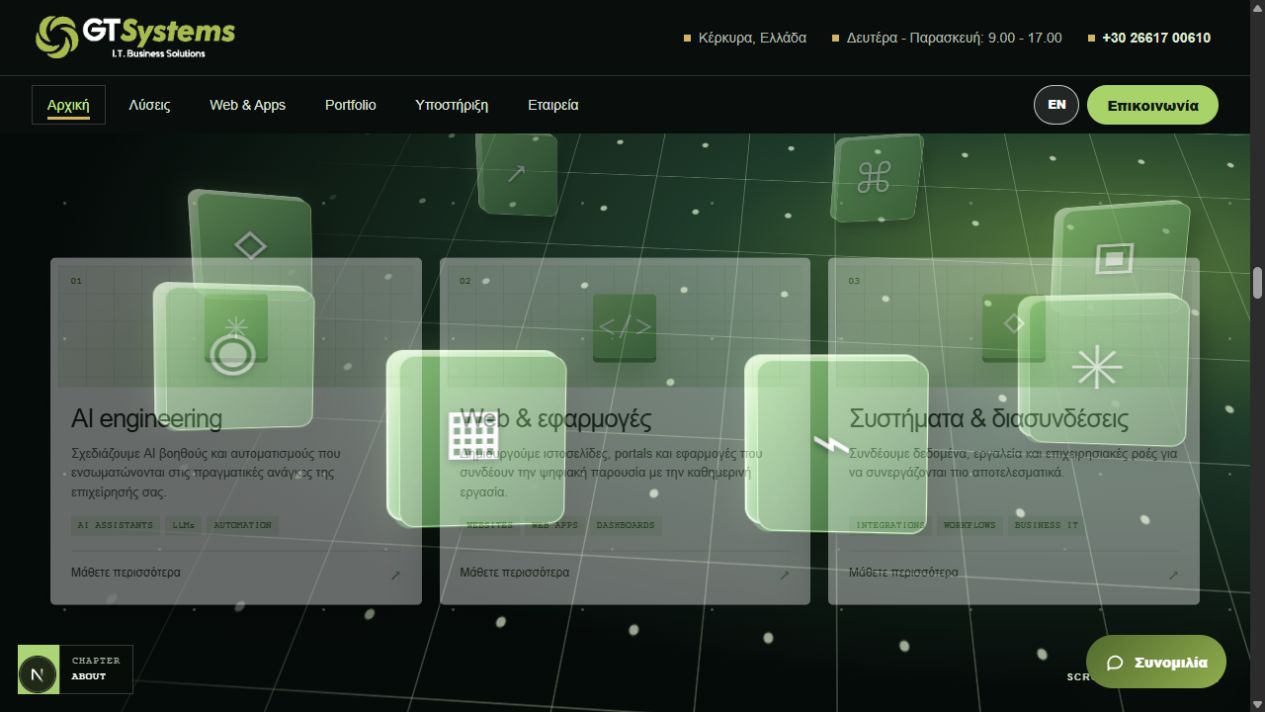 GTSystems
I.T. Business Solutions
Κέρκυρα, Ελλάδα
Δευτέρα - Παρασκευή: 9.00 - 17.00
+30 26617 00610
Αρχική
Λύσεις
Web & Apps
Portfolio
Υποστήριξη
Εταιρεία
EN
Επικοινωνία
01
AI engineering
Σχεδιάζουμε AI βοηθούς και αυτοματισμούς που
ενσωματώνονται στις πραγματικές ανάγκες της
επιχείρησής σας.
AI ASSISTANTS
LLMs
AUTOMATION
Μάθετε περισσότερα
02
</>
Web & εφαρμογές
Δημιουργούμε ιστοσελίδες, portals και εφαρμογές που
συνδέουν την ψηφιακή παρουσία με την καθημερινή
εργασία.
WEBSITES
WEB APPS
DASHBOARDS
Μάθετε περισσότερα
03
Συστήματα & διασυνδέσεις
Συνδέουμε δεδομένα, εργαλεία και επιχειρησιακές ροές για
να συνεργάζονται πιο αποτελεσματικά.
INTEGRATIONS
WORKFLOWS
BUSINESS IT
Μάθετε περισσότερα
N
CHAPTER
ABOUT
SCR
Συνομιλία